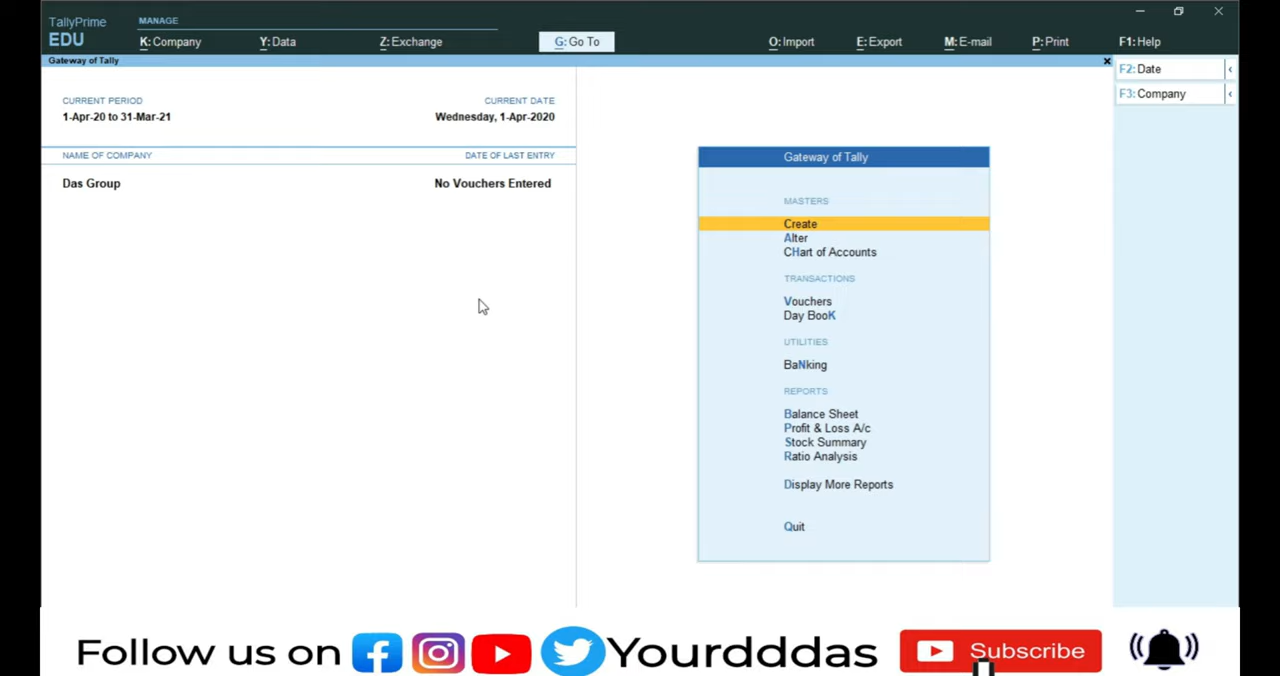 TallyPrime
EDU
MANAGE
K: Company
Y: Data
Z: Exchange
G: Go To
O: Import
E: Export
M: E-mail
P: Print
F1: Help
Gateway of Tally
F2: Date
F3: Company
CURRENT PERIOD
CURRENT DATE
1-Apr-20 to 31-Mar-21
Wednesday, 1-Apr-2020
NAME OF COMPANY
DATE OF LAST ENTRY
Das Group
No Vouchers Entered
Gateway of Tally
MASTERS
Create
Alter
CHart of Accounts
TRANSACTIONS
Vouchers
Day BooK
UTILITIES
BaNking
REPORTS
Balance Sheet
Profit & Loss A/c
Stock Summary
Ratio Analysis
Display More Reports
Quit
Follow us on Yourdddas Subscribe